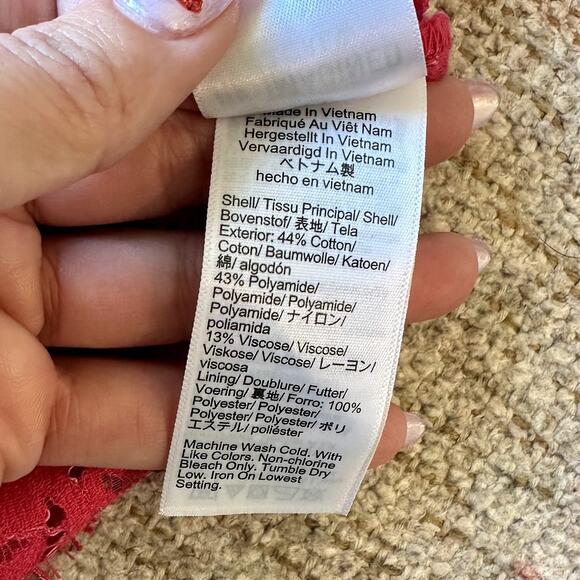 Made In Vietnam
Fabriqué Au Viêt Nam
Hergestellt In Vietnam
Vervaardigd In Vietnam
ベトナム製
hecho en vietnam
Shell/ Tissu Principal/ Shell/
Bovenstof/ 表地/ Tela
Exterior: 44% Cotton/
Coton/ Baumwolle/ Katoen/
綿/ algodón
43% Polyamide/
Polyamide/ Polyamide/
Polyamide/ ナイロン/
poliamida
13% Viscose/ Viscose/
Viskose/ Viscose/ レーヨン/
viscosa
Lining/ Doublure/ Futter/
Voering/ 裏地/ Forro: 100%
Polyester/ Polyester/
Polyester/ Polyester/ ポリ
エステル/ poliéster
Machine Wash Cold. With
Like Colors. Non-chlorine
Bleach Only. Tumble Dry
Low. Iron On Lowest
Setting.